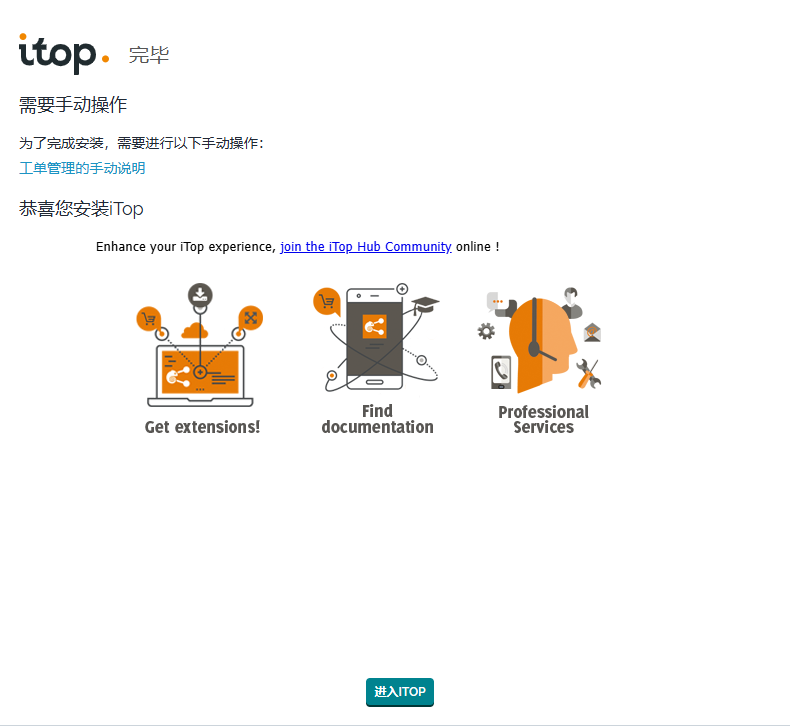 itop. 完毕
需要手动操作
为了完成安装，需要进行以下手动操作：
工单管理的手动说明
恭喜您安装iTop
Enhance your iTop experience, join the iTop Hub Community online !
Get extensions!
Find
documentation
Professional
Services
进入ITOP